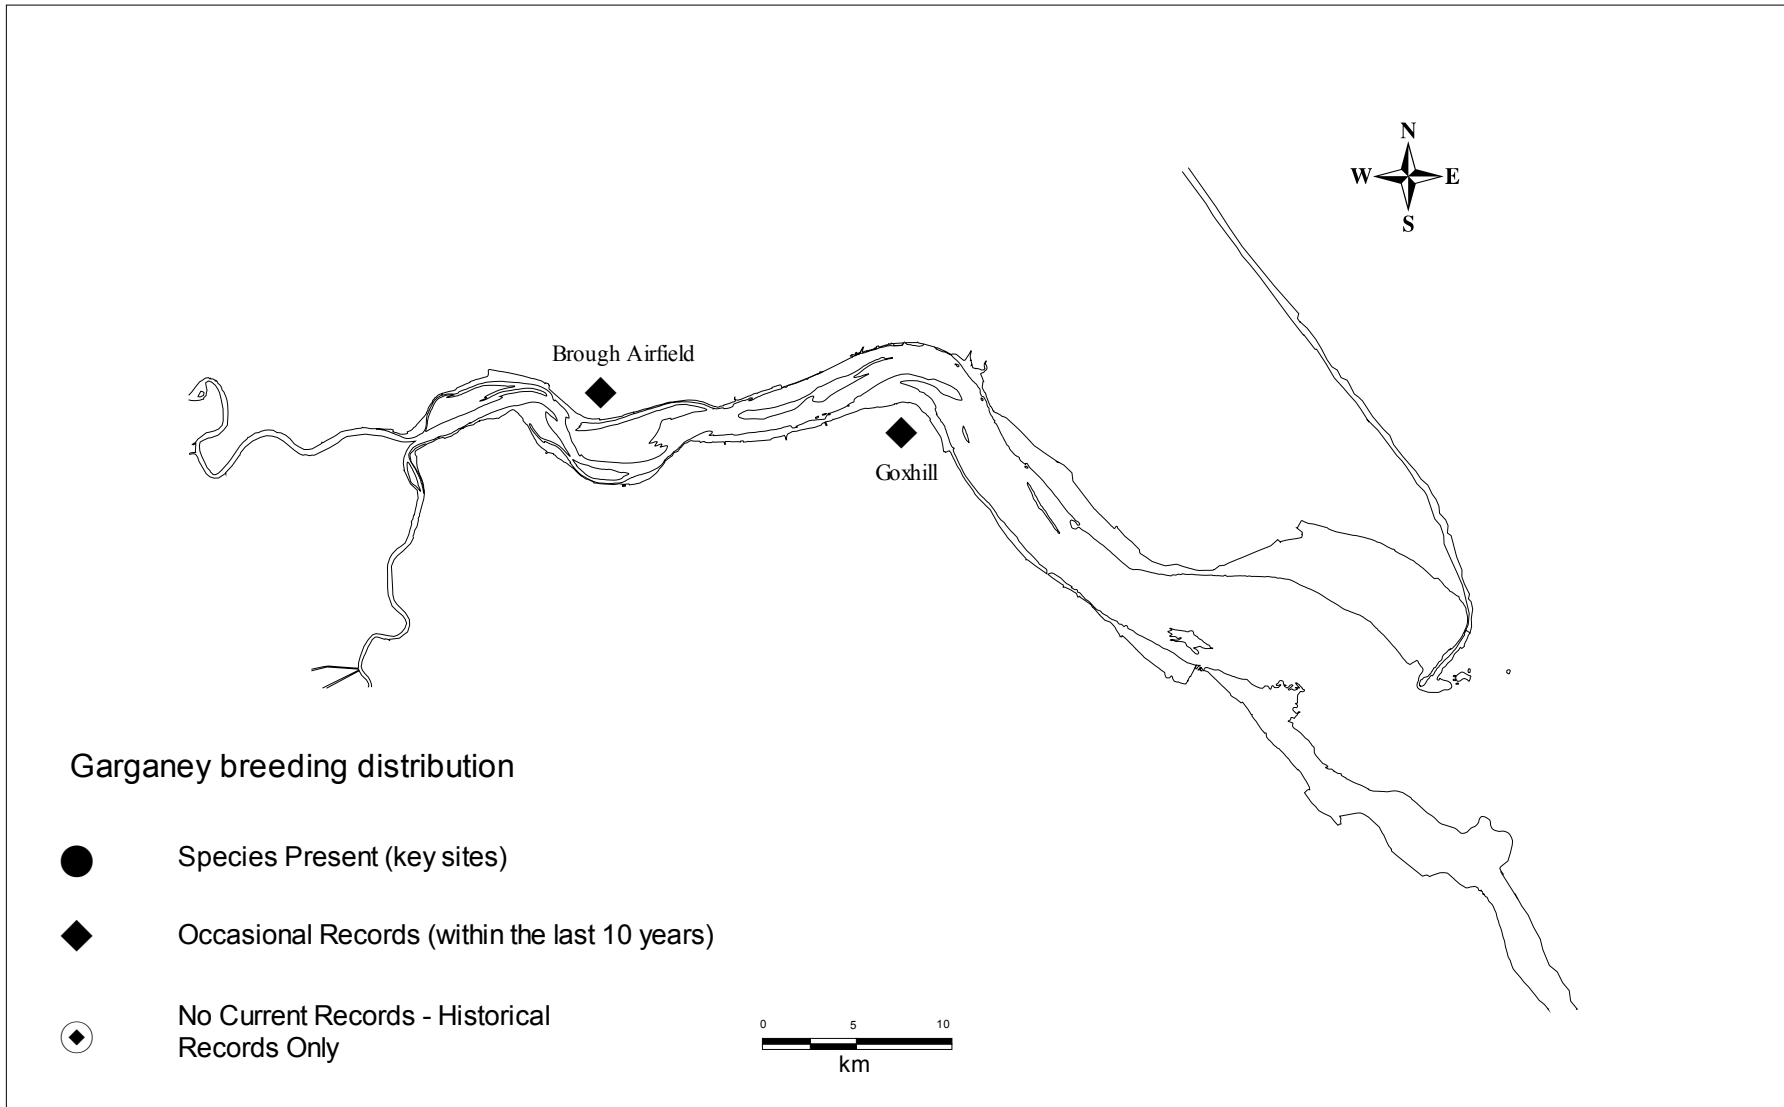 N
W E
S
Brough Airfield
Goxhill
Garganey breeding distribution
Species Present (key sites)
Occasional Records (within the last 10 years)
No Current Records - Historical
Records Only
0 5 10
km